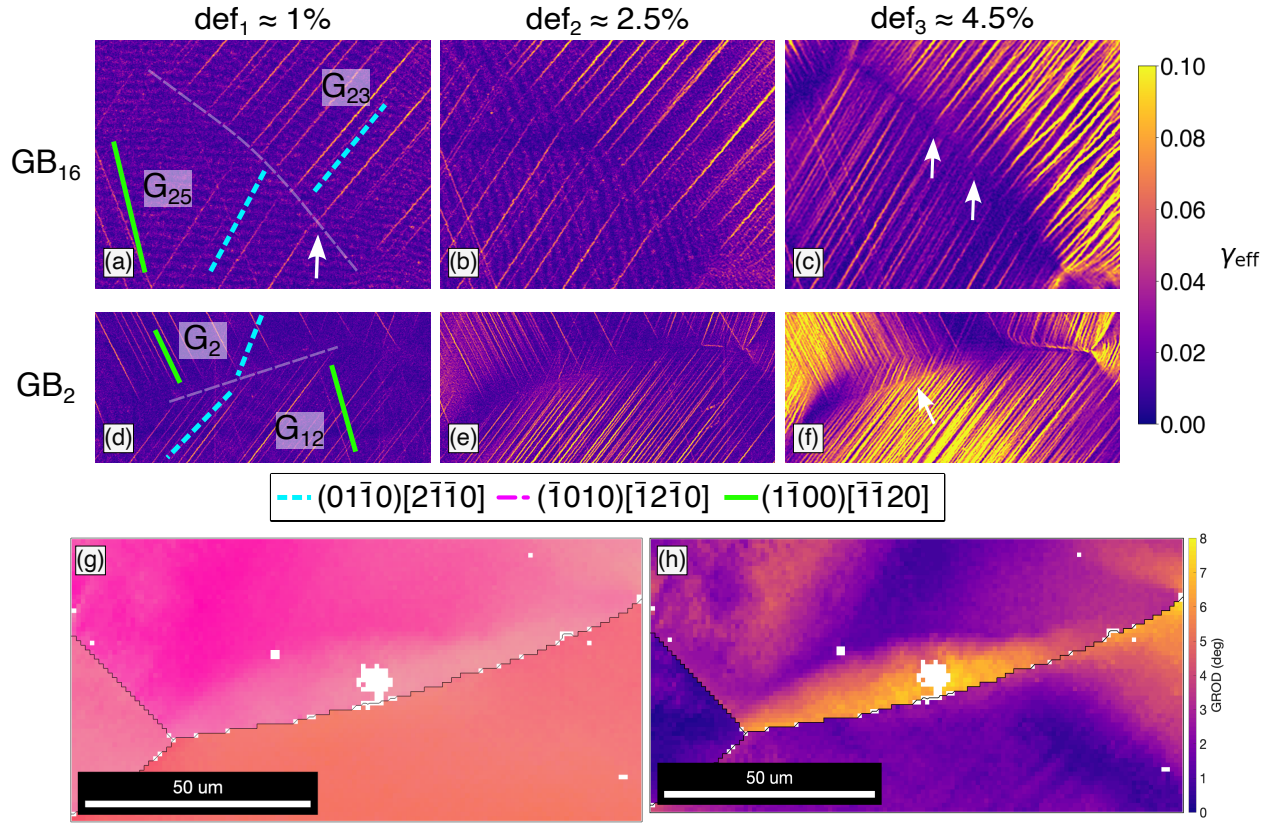 def₁ ≈ 1% def₂ ≈ 2.5% def₃ ≈ 4.5%
GB₁₆
G₂₃
G₂₅
(a) (b) (c)
0.10
0.08
0.06
0.04
0.02
0.00
γeff
GB₂
G₂
G₁₂
(d) (e) (f)
(011̄0)[21̄1̄0] (1̄010)[1̄21̄0] (11̄00)[1̄1̄20]
(g) (h)
50 um 50 um
8
7
6
5
4
3
2
1
0
GROD (deg)